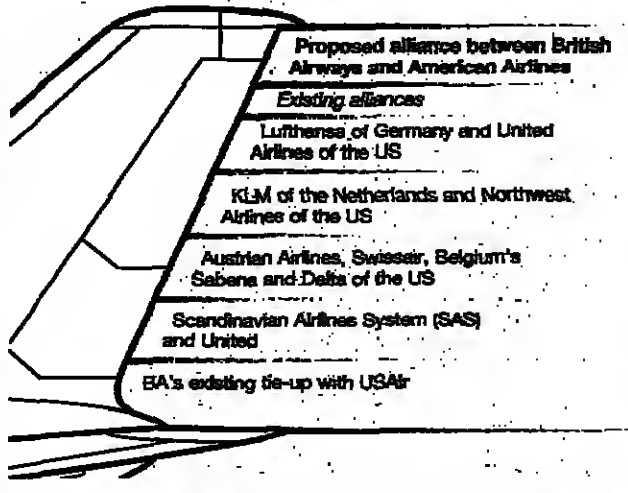 Proposed alliance between British
Airways and American Airlines
Existing alliances
Lufthansa of Germany and United
Airlines of the US
KLM of the Netherlands and Northwest
Airlines of the US
Austrian Airlines, Swissair, Belgium's
Sabena and Delta of the US
Scandinavian Airlines System (SAS)
and United
BA's existing tie-up with USAir